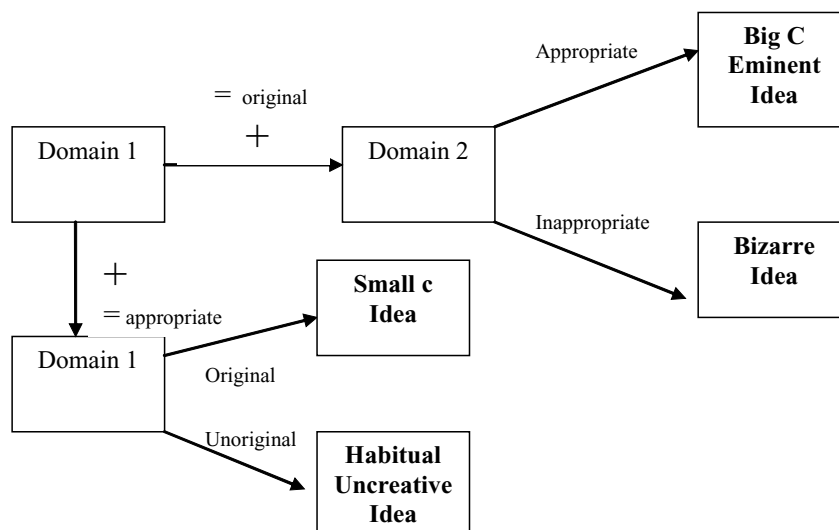 Big C
Eminent
Idea
Appropriate
= original
+
Domain 1
Domain 2
Inappropriate
Bizarre
Idea
+
= appropriate
Small c
Idea
Domain 1
Original
Unoriginal
Habitual
Uncreative
Idea